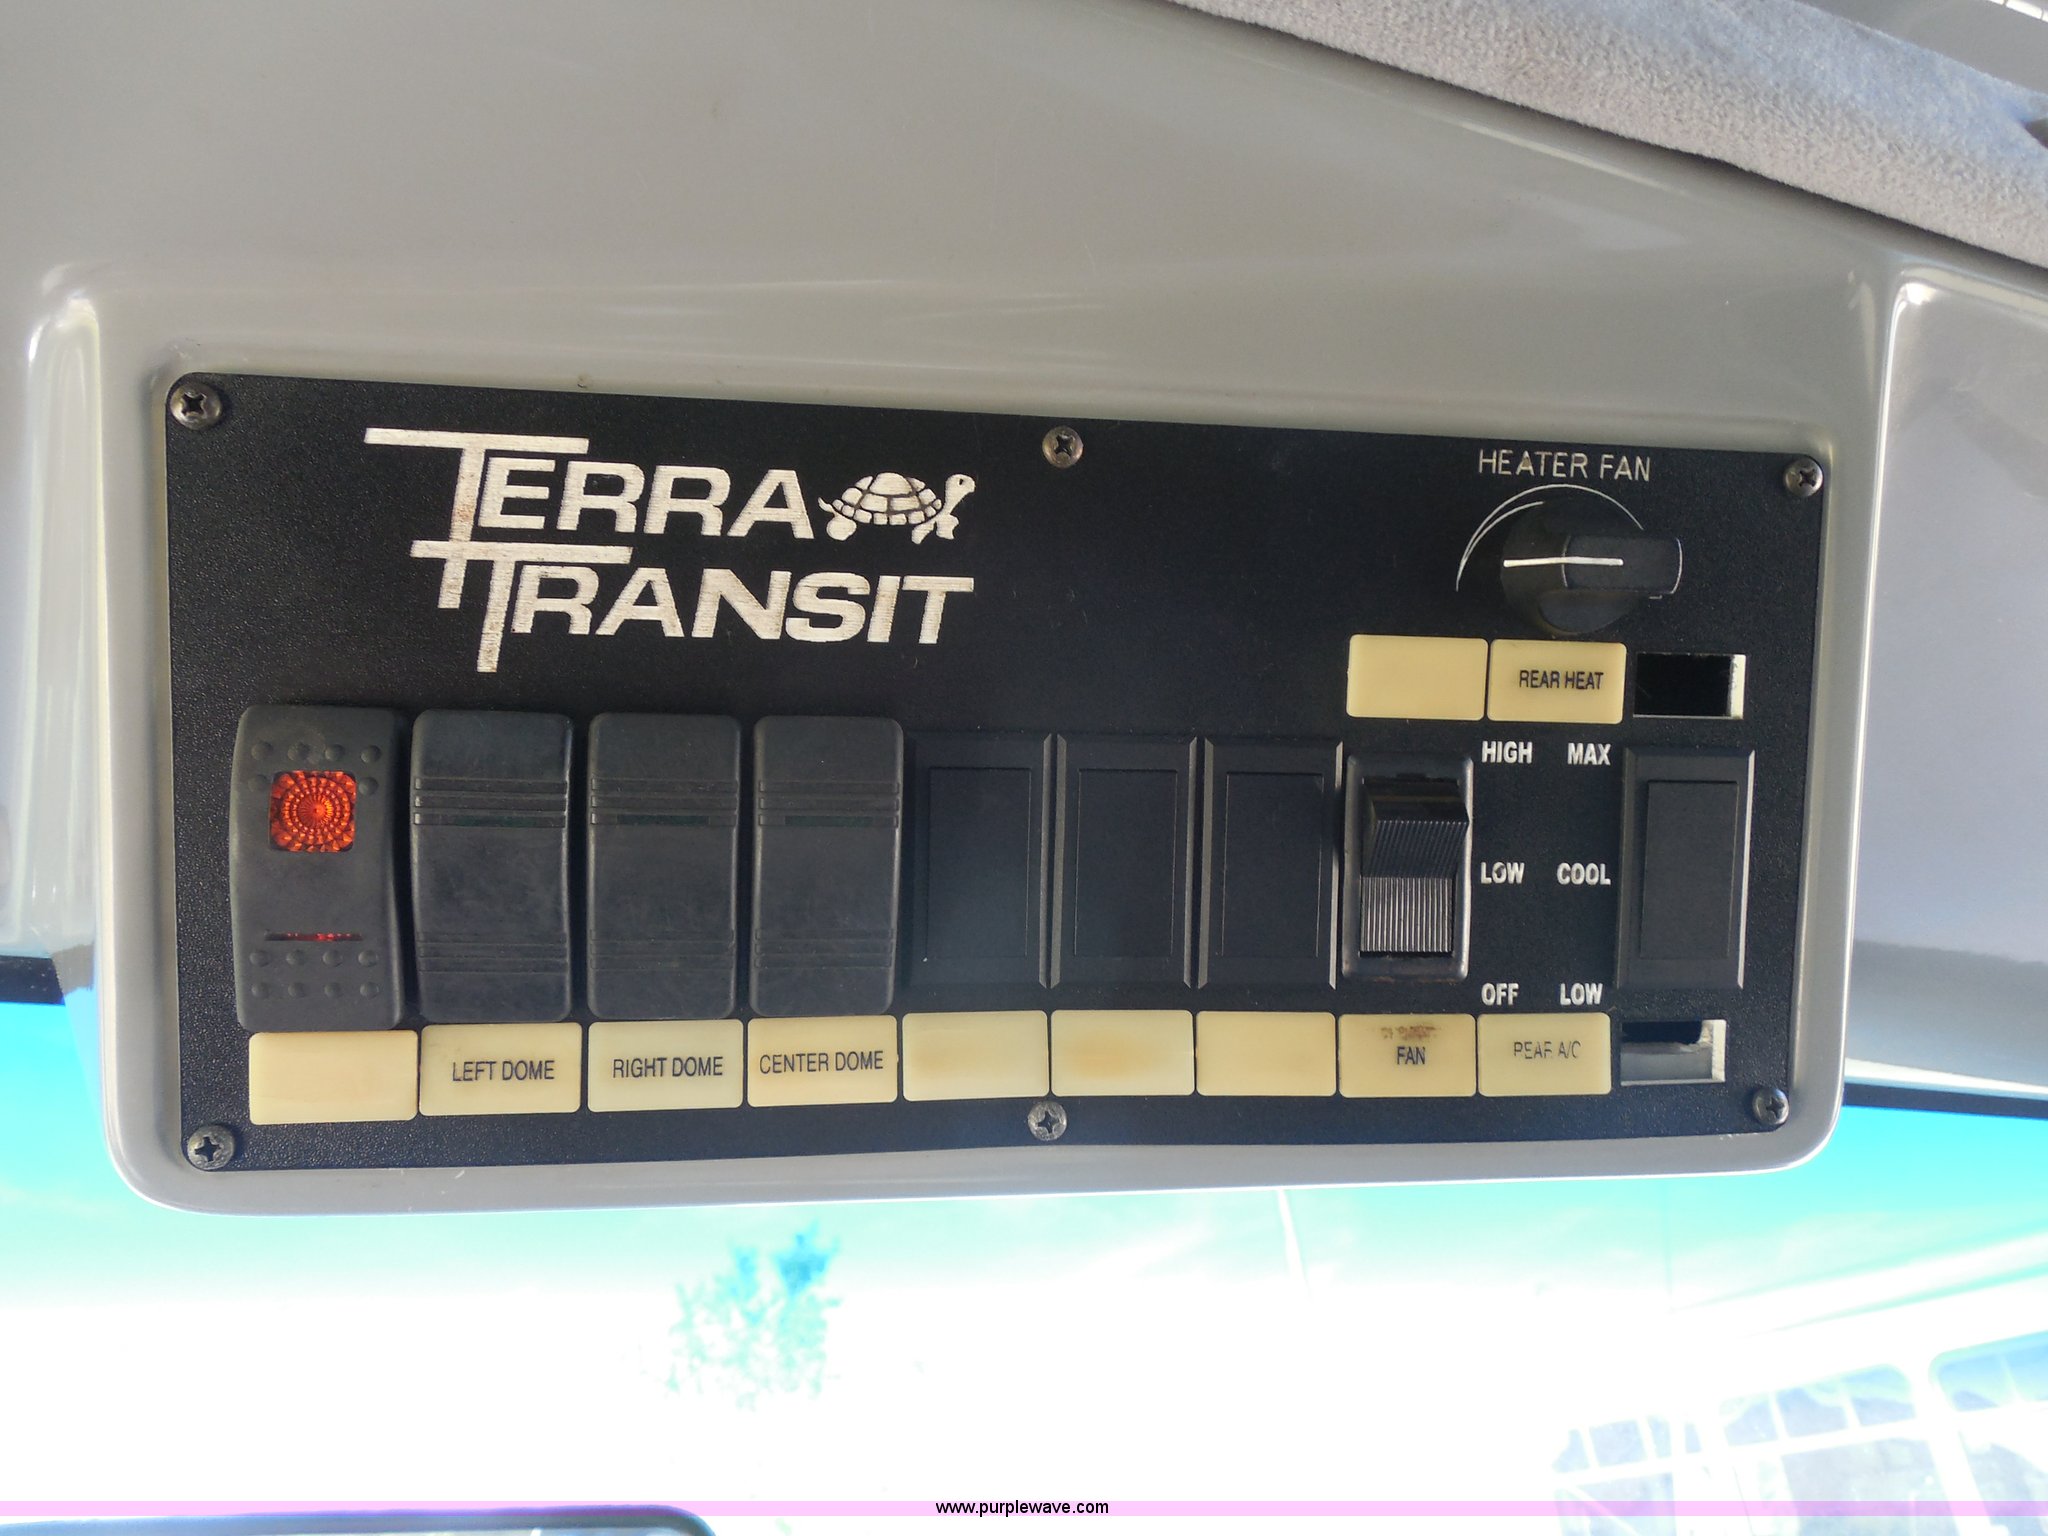 TERRA
TRANSIT
HEATER FAN
REAR HEAT
HIGH MAX
LOW COOL
OFF LOW
LEFT DOME RIGHT DOME CENTER DOME FAN REAR A/C
www.purplewave.com